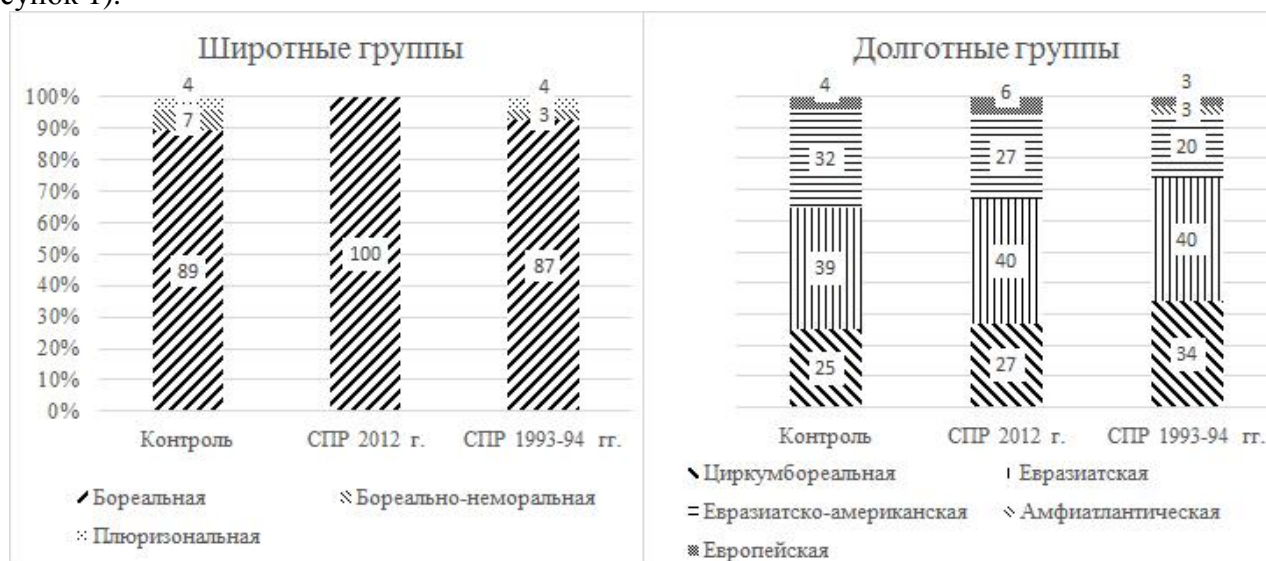 сунок 1).
Широтные группы
4 4
100%
90%
7 3
80%
70%
60%
50%
89 100 87
40%
30%
20%
10%
0%
Контроль СПР 2012 г. СПР 1993-94 гг.
Бореальная Бореально-неморальная
Плюризональная
Долготные группы
4 6 3
3
32 27 20
39 40 40
25 27 34
Контроль СПР 2012 г. СПР 1993-94 гг.
Циркумбореальная Евразиатская
Евразиатско-американская Амфиатлантическая
Европейская